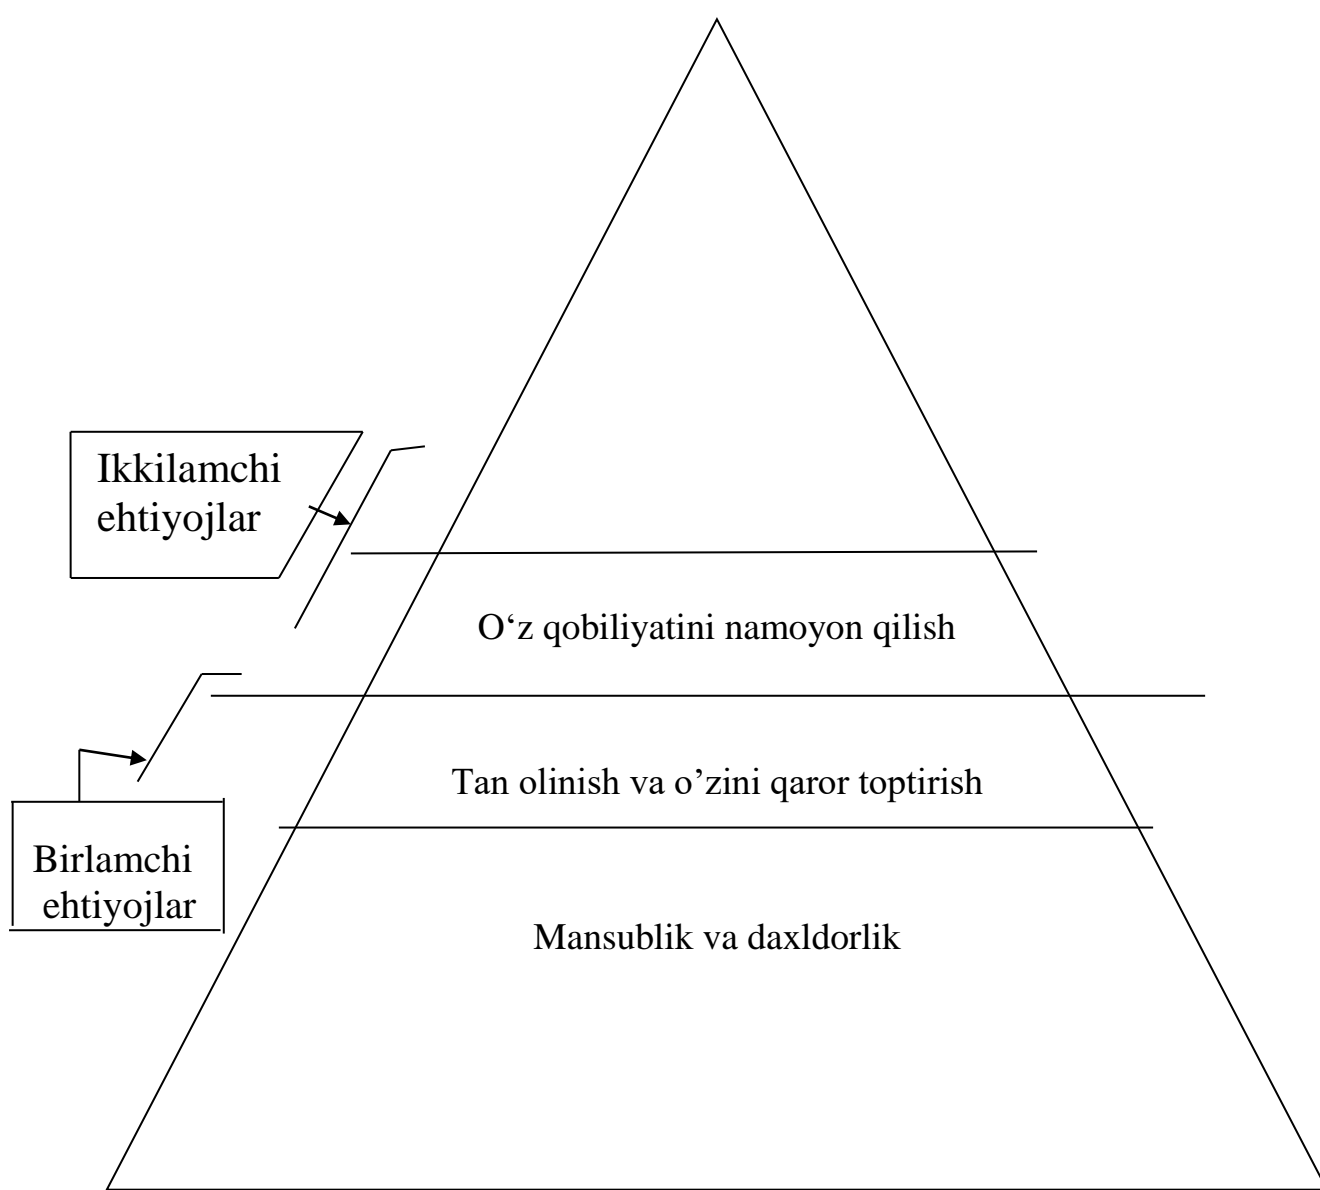 Ikkilamchi
ehtiyojlar
O‘z qobiliyatini namoyon qilish
Tan olinish va o’zini qaror toptirish
Birlamchi
ehtiyojlar
Mansublik va daxldorlik